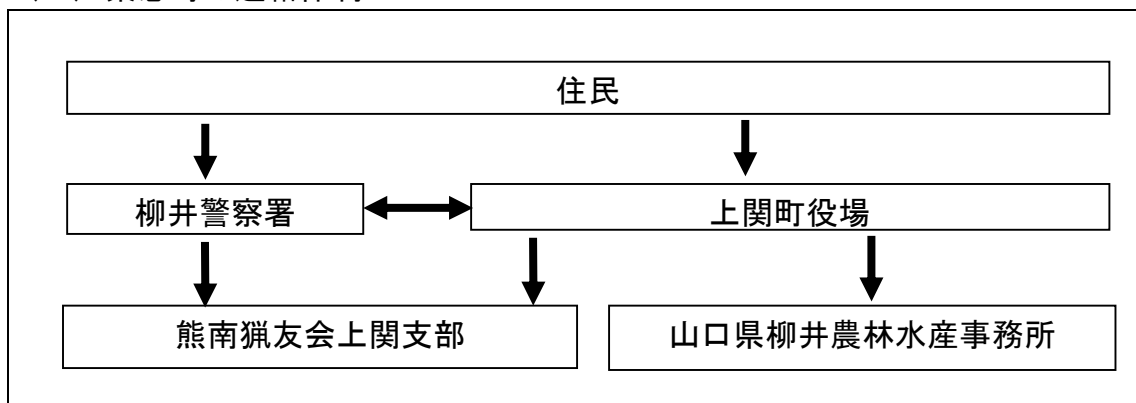 住民
柳井警察署
上関町役場
熊南猟友会上関支部
山口県柳井農林水産事務所